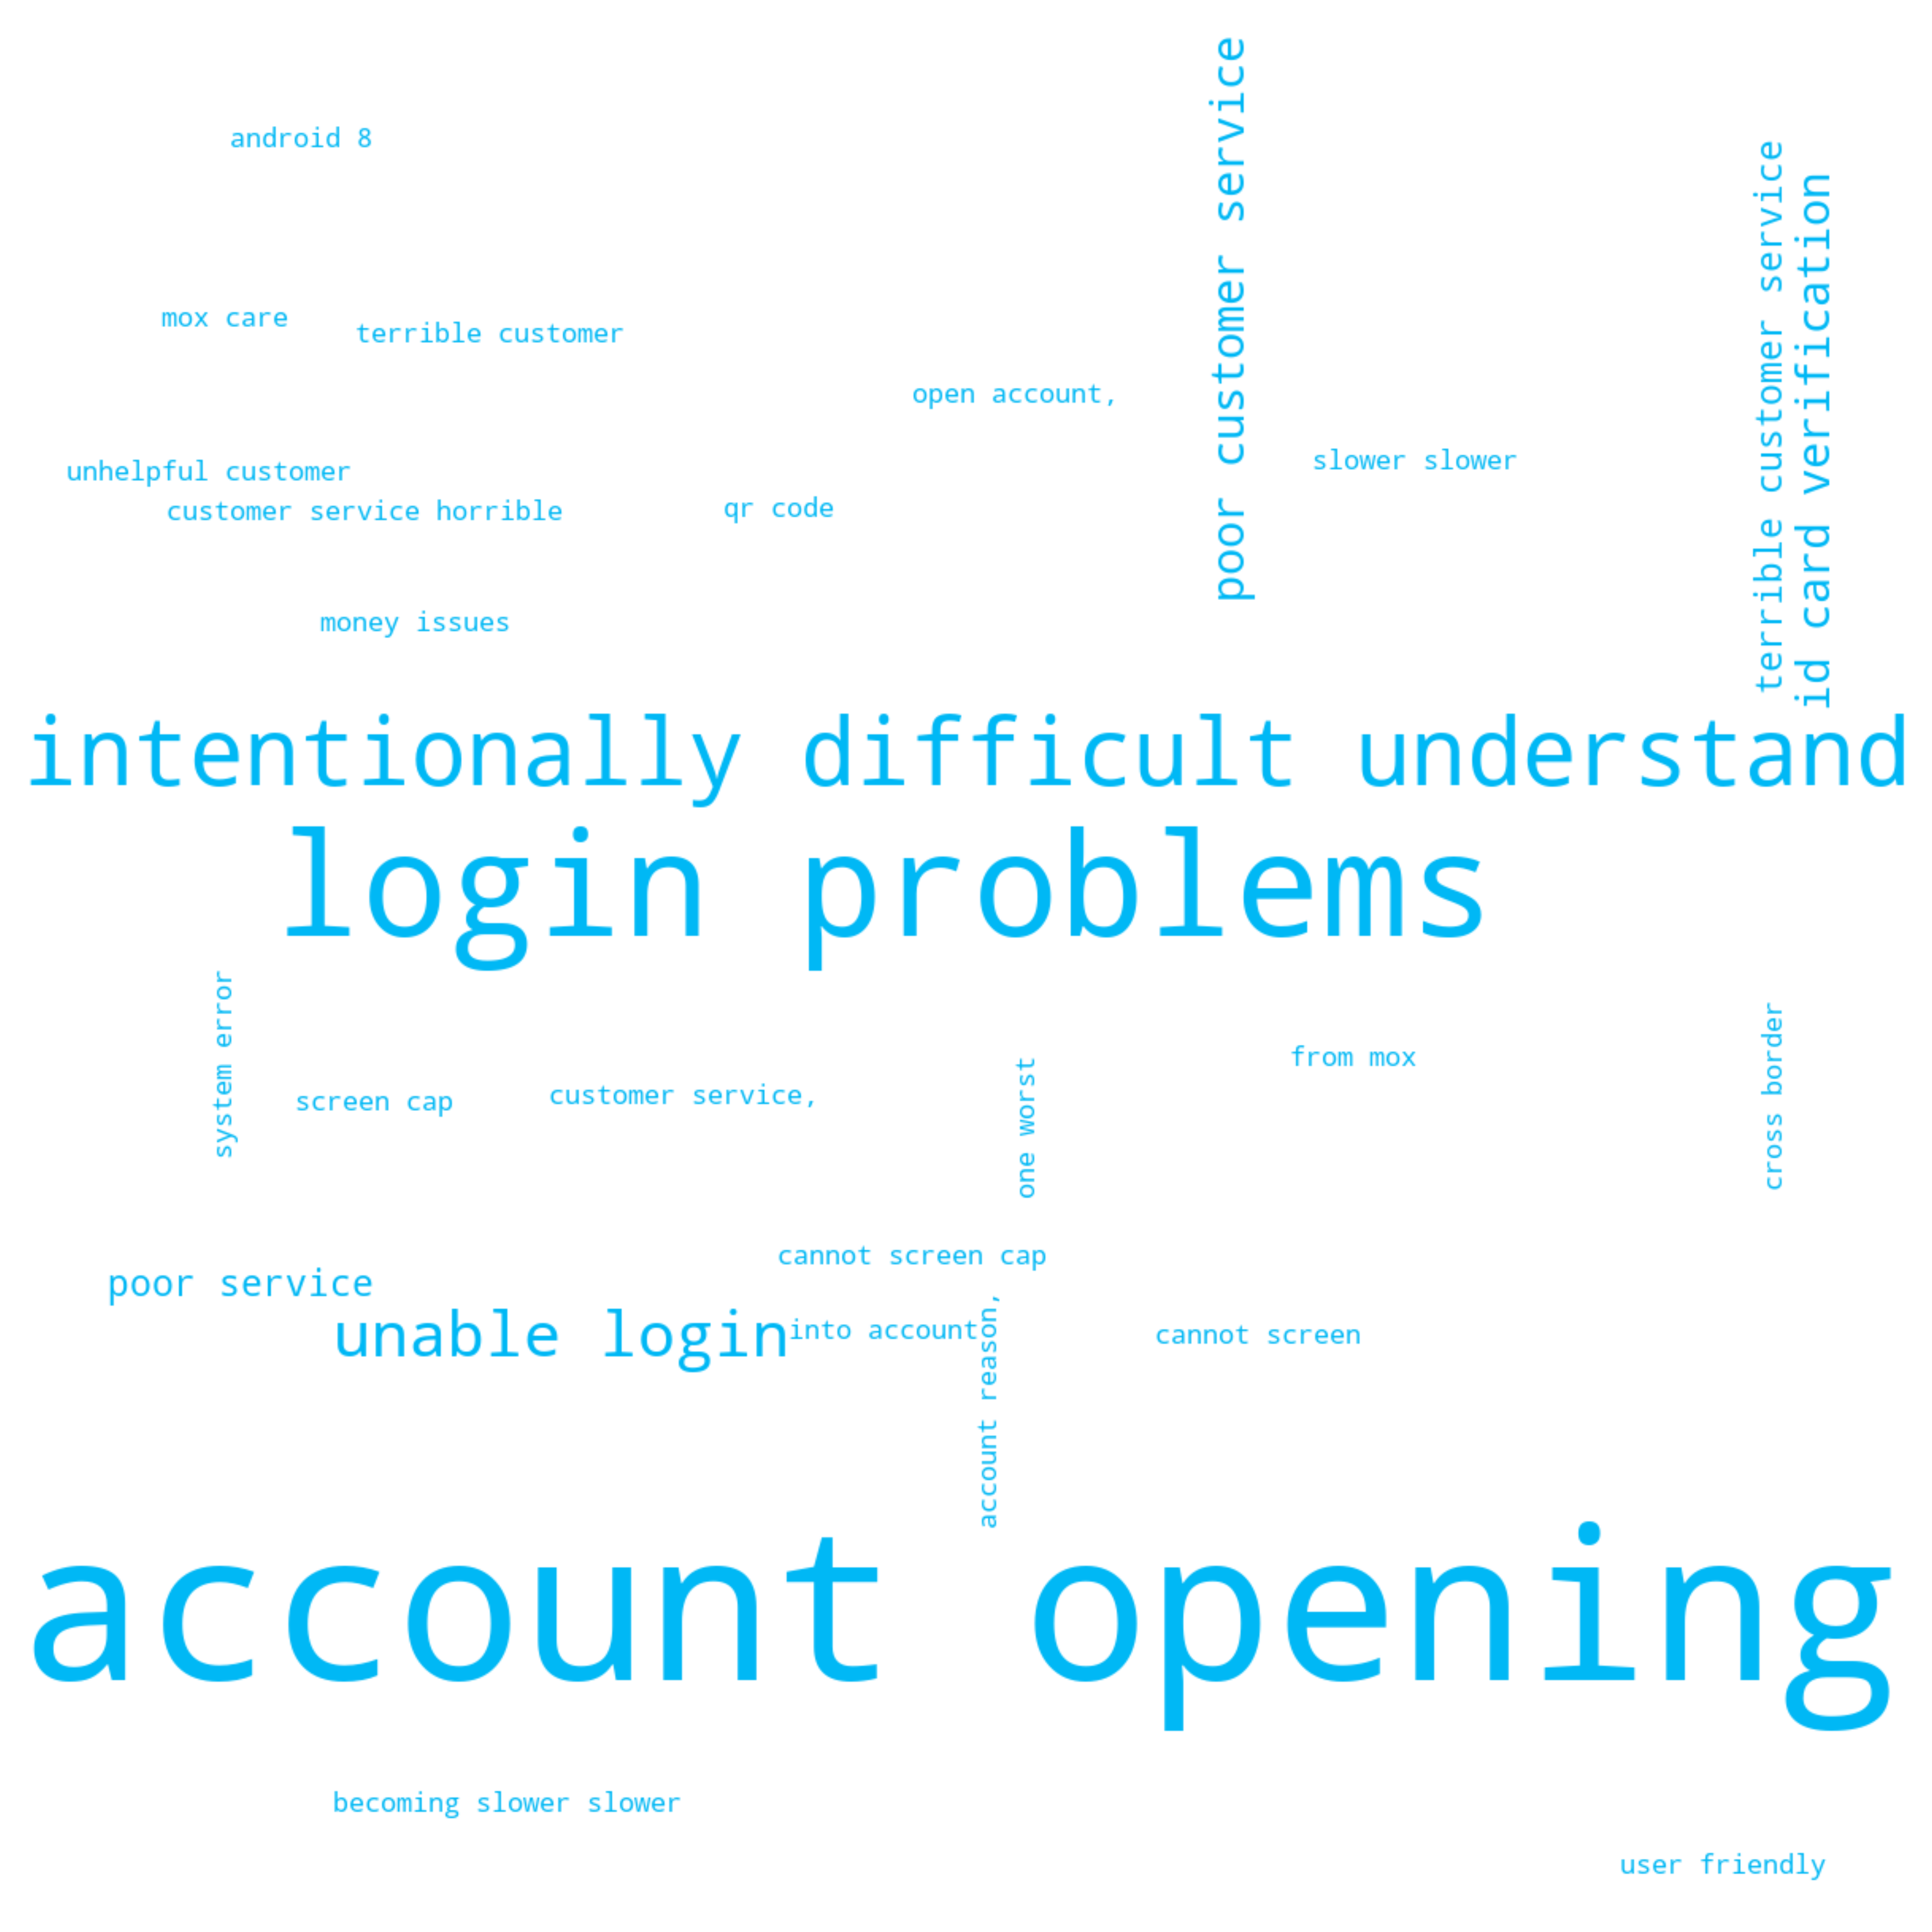 poor customer service
android 8
terrible customer service
id card verification
mox care
terrible customer
open account,
slower slower
unhelpful customer
customer service horrible
qr code
money issues
intentionally difficult understand
login problems
system error
cross border
from mox
one worst
screen cap
customer service,
cannot screen cap
poor service
account reason,
unable login
into account
cannot screen
account opening
becoming slower slower
user friendly